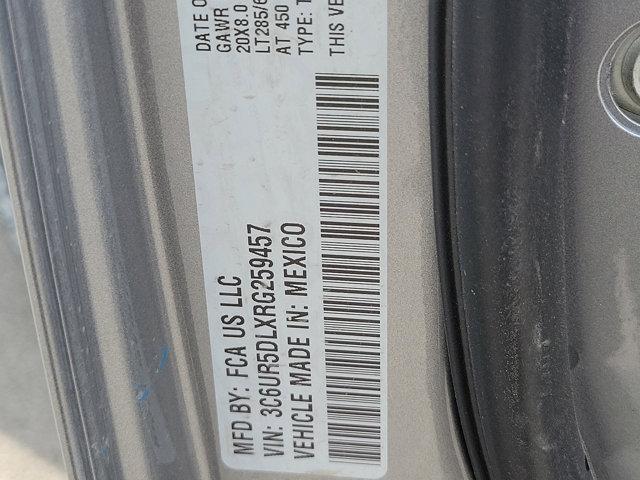 DATE O
GAWR
20X8.0
LT285/6
AT 450
TYPE: T
THIS VE
MFD BY: FCA US LLC
VIN: 3C6UR5DLXRG259457
VEHICLE MADE IN: MEXICO